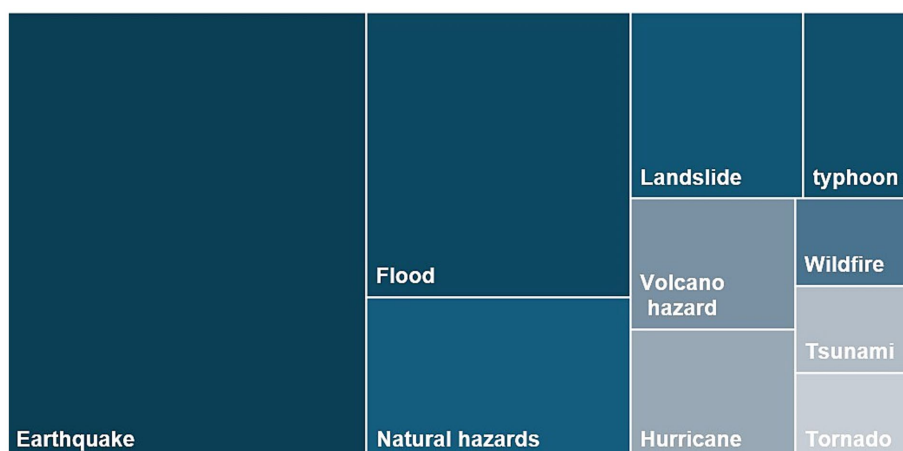 Earthquake
Flood
Natural hazards
Landslide
typhoon
Volcano
hazard
Hurricane
Wildfire
Tsunami
Tornado